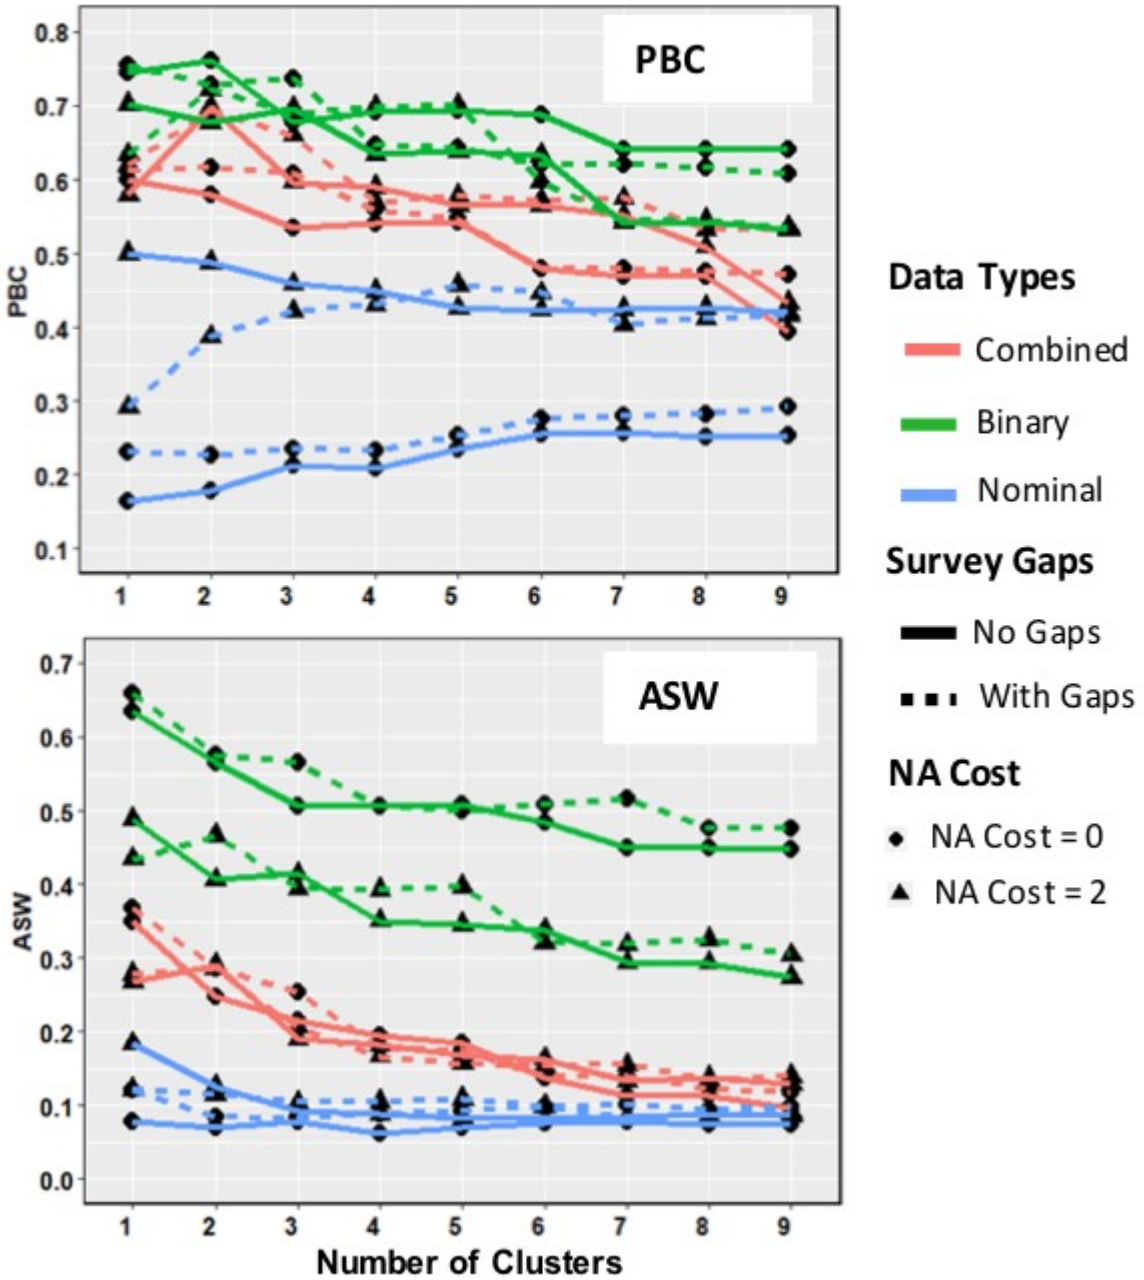 PBC
PBC
0.8
0.7
0.6
0.5
0.4
0.3
0.2
0.1
1 2 3 4 5 6 7 8 9
ASW
ASW
0.7
0.6
0.5
0.4
0.3
0.2
0.1
0.0
1 2 3 4 5 6 7 8 9
Number of Clusters
Data Types
Combined
Binary
Nominal
Survey Gaps
No Gaps
With Gaps
NA Cost
NA Cost = 0
NA Cost = 2